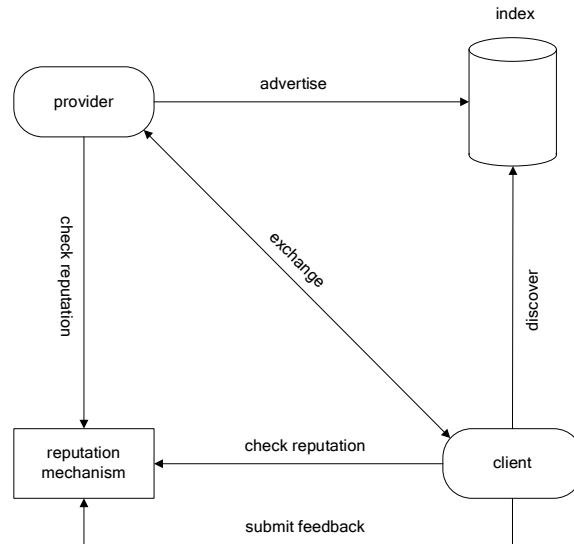 index
advertise
provider
check reputation
exchange
discover
reputation
mechanism
check reputation
client
submit feedback